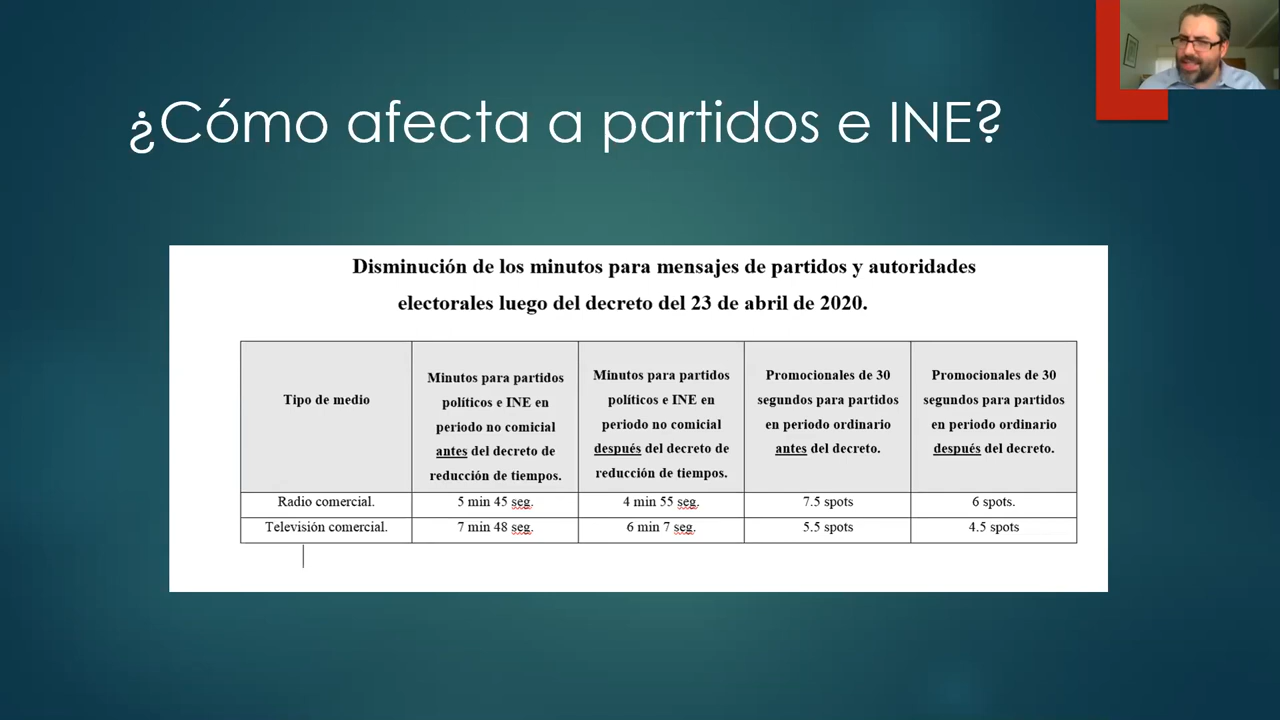 ¿Cómo afecta a partidos e INE?
Disminución de los minutos para mensajes de partidos y autoridades
electorales luego del decreto del 23 de abril de 2020.
Tipo de medio
Minutos para partidos
políticos e INE en
periodo no comicial
antes del decreto de
reducción de tiempos.
Minutos para partidos
políticos e INE en
periodo no comicial
después del decreto de
reducción de tiempos.
Promocionales de 30
segundos para partidos
en periodo ordinario
antes del decreto.
Promocionales de 30
segundos para partidos
en periodo ordinario
después del decreto.
Radio comercial. 5 min 45 seg. 4 min 55 seg. 7.5 spots 6 spots.
Televisión comercial. 7 min 48 seg. 6 min 7 seg. 5.5 spots 4.5 spots